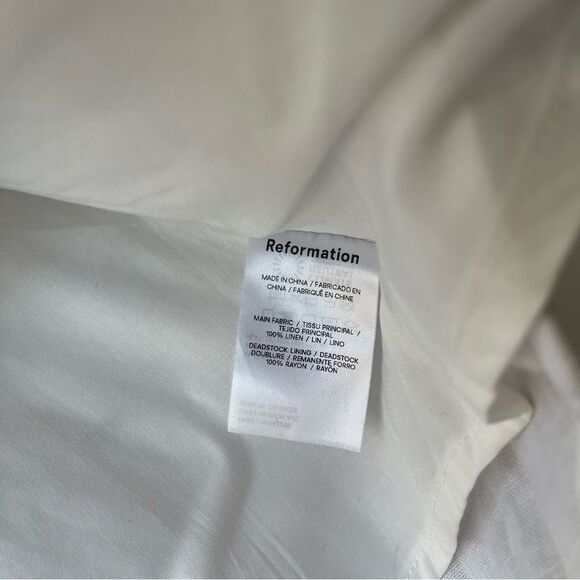 Reformation
MADE IN CHINA / FABRICADO EN
CHINA / FABRIQUÉ EN CHINE
MAIN FABRIC / TISSU PRINCIPAL /
TEJIDO PRINCIPAL
100% LINEN / LIN / LINO
DEADSTOCK LINING / DEADSTOCK
DOUBLURE / REMANENTE FORRO
100% RAYON / RAYÓN